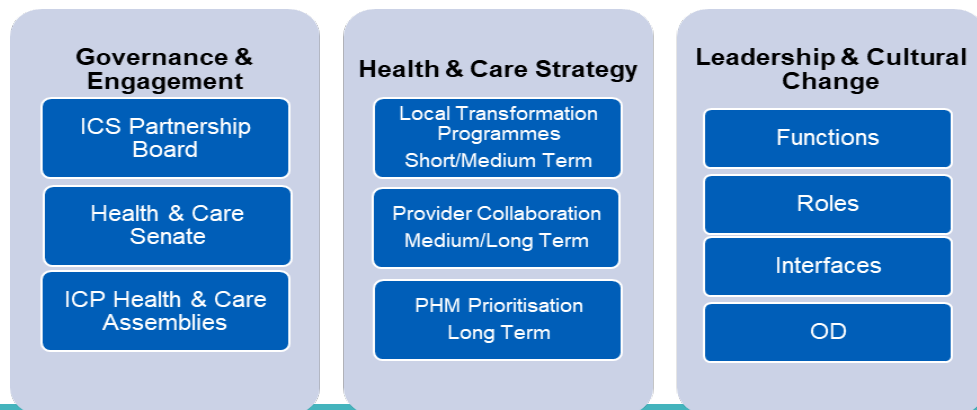 Governance &
Engagement
ICS Partnership
Board
Health & Care
Senate
ICP Health & Care
Assemblies
Health & Care Strategy
Local Transformation
Programmes
Short/Medium Term
Provider Collaboration
Medium/Long Term
PHM Prioritisation
Long Term
Leadership & Cultural
Change
Functions
Roles
Interfaces
OD